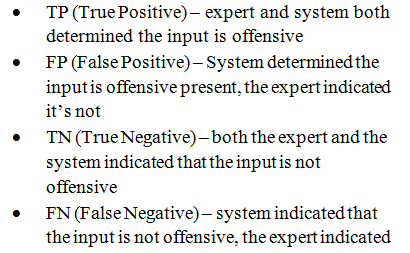 • TP (True Positive) – expert and system both
determined the input is offensive
• FP (False Positive) – System determined the
input is offensive present, the expert indicated
it's not
• TN (True Negative) – both the expert and the
system indicated that the input is not
offensive
• FN (False Negative) – system indicated that
the input is not offensive, the expert indicated